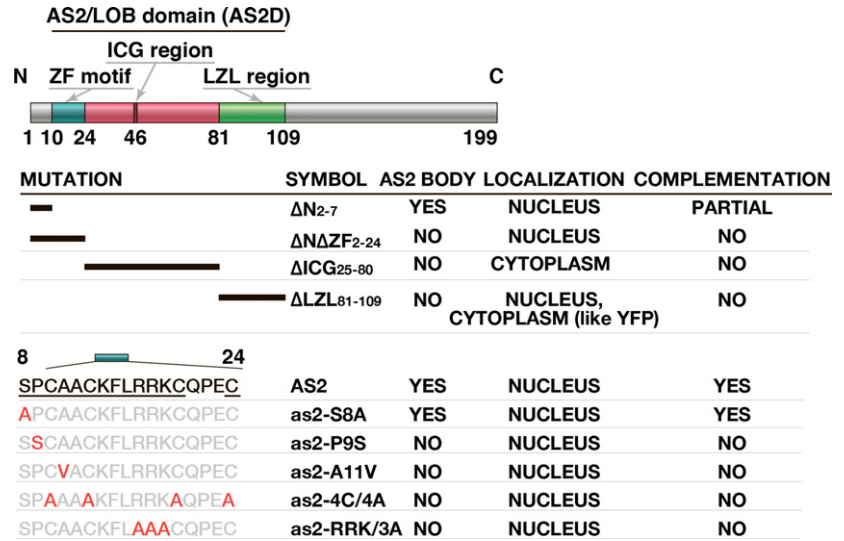 AS2/LOB domain (AS2D)
ICG region
N ZF motif LZL region C
1 10 24 46 81 109 199
MUTATION SYMBOL AS2 BODY LOCALIZATION COMPLEMENTATION
ΔN2-7 YES NUCLEUS PARTIAL
ΔNΔZF2-24 NO NUCLEUS NO
ΔICG25-80 NO CYTOPLASM NO
ΔLZL81-109 NO NUCLEUS, NO
CYTOPLASM (like YFP)
8 24
SPCAACKFLRRKCQPEC AS2 YES NUCLEUS YES
APCAACKFLRRKCQPEC as2-S8A YES NUCLEUS YES
SSCAACKFLRRKCQPEC as2-P9S NO NUCLEUS NO
SPCVACKFLRRKCQPEC as2-A11V NO NUCLEUS NO
SPAAAAKFLRRKAQPEA as2-4C/4A NO NUCLEUS NO
SPCAACKFLAAACQPEC as2-RRK/3A NO NUCLEUS NO